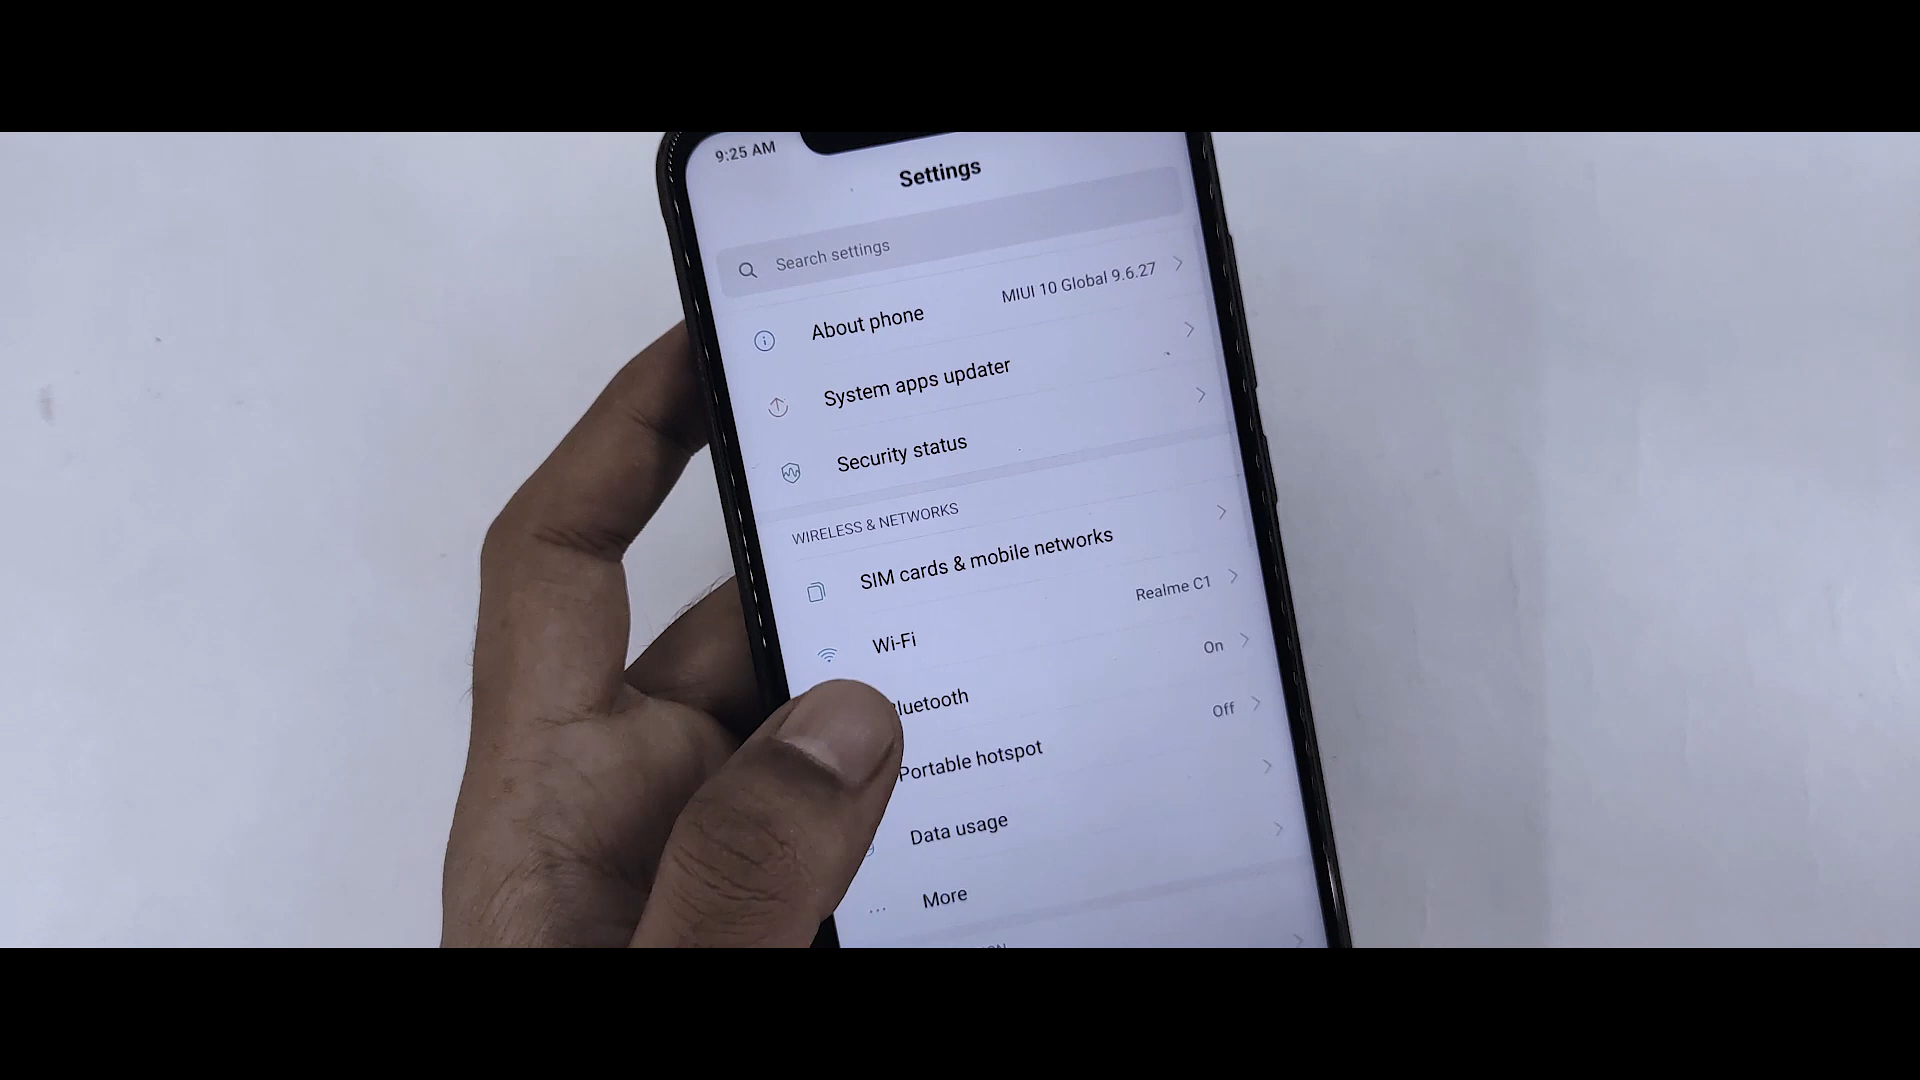 9:25 AM
Settings
Search settings
About phone MIUI 10 Global 9.6.27
System apps updater
Security status
WIRELESS & NETWORKS
SIM cards & mobile networks
Wi-Fi Realme C1
luetooth On
Portable hotspot Off
Data usage
More